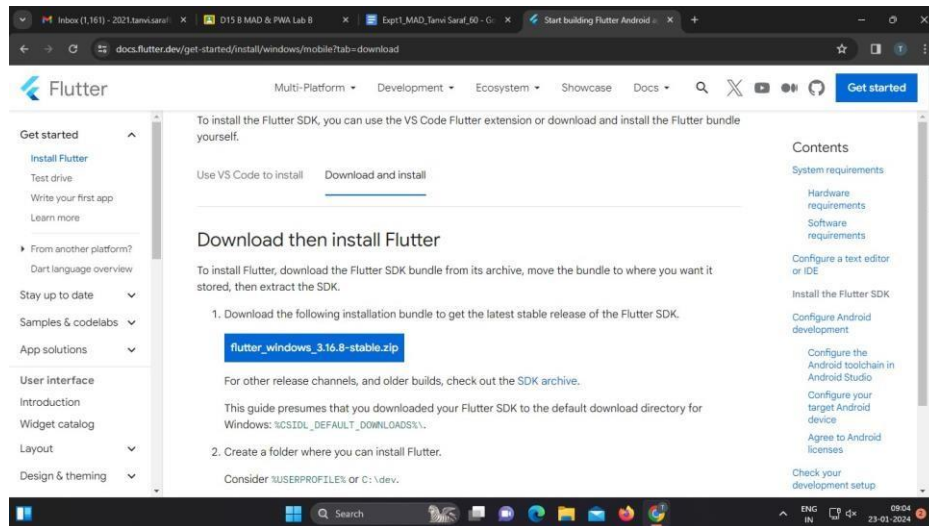 Inbox (1,161) - 2021.tanvi.saraf
D15 B MAD & PWA Lab B
Expt1_MAD_Tanvi Saraf_60 - Go
Start building Flutter Android a
docs.flutter.dev/get-started/install/windows/mobile?tab=download
Flutter
Multi-Platform
Development
Ecosystem
Showcase
Docs
Get started
Get started
Install Flutter
Test drive
Write your first app
Learn more
From another platform?
Dart language overview
Stay up to date
Samples & codelabs
App solutions
User interface
Introduction
Widget catalog
Layout
Design & theming
To install the Flutter SDK, you can use the VS Code Flutter extension or download and install the Flutter bundle
yourself.
Use VS Code to install
Download and install
Download then install Flutter
To install Flutter, download the Flutter SDK bundle from its archive, move the bundle to where you want it
stored, then extract the SDK.
1. Download the following installation bundle to get the latest stable release of the Flutter SDK.
flutter_windows_3.16.8-stable.zip
For other release channels, and older builds, check out the SDK archive.
This guide presumes that you downloaded your Flutter SDK to the default download directory for
Windows: %CSIDL_DEFAULT_DOWNLOADS%\.
2. Create a folder where you can install Flutter.
Consider %USERPROFILE% or C:\dev.
Contents
System requirements
Hardware
requirements
Software
requirements
Configure a text editor
or IDE
Install the Flutter SDK
Configure Android
development
Configure the
Android toolchain in
Android Studio
Configure your
target Android
device
Agree to Android
licenses
Check your
development setup
Search
ENG
IN
09:04
23-01-2024
2